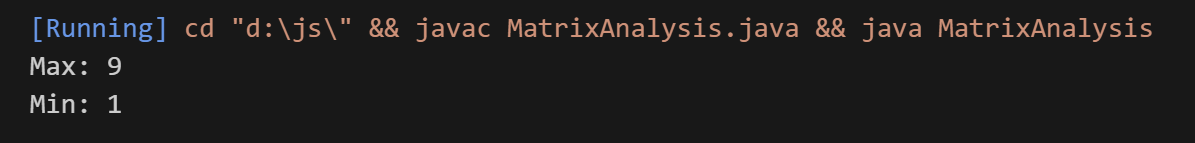 [Running] cd "d:\js\" && javac MatrixAnalysis.java && java MatrixAnalysis
Max: 9
Min: 1